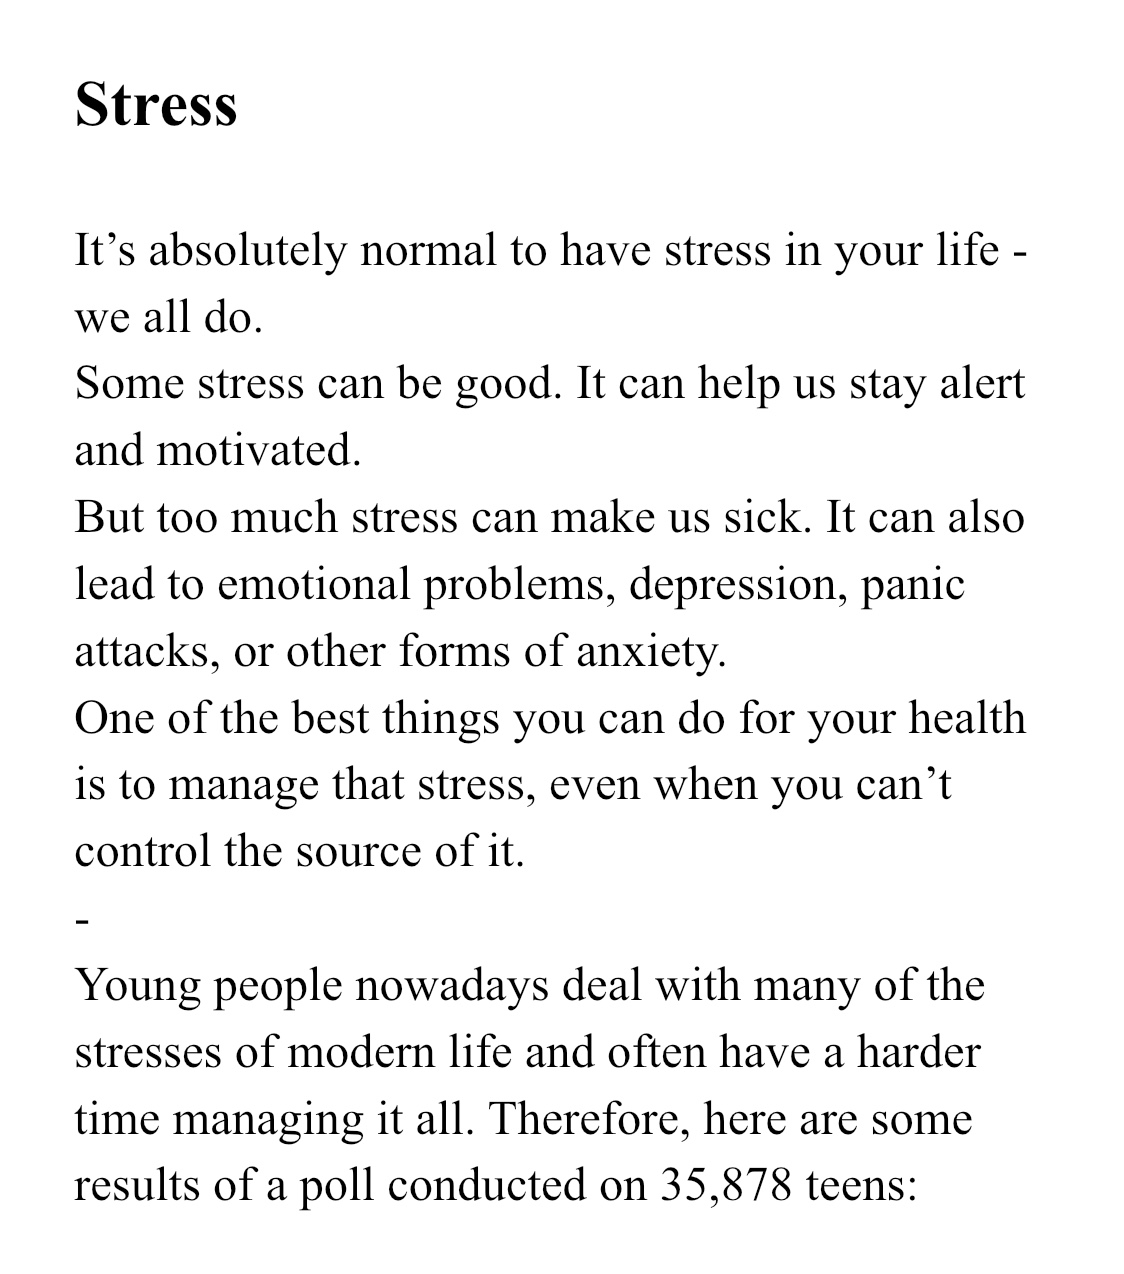 Stress
It’s absolutely normal to have stress in your life -
we all do.
Some stress can be good. It can help us stay alert
and motivated.
But too much stress can make us sick. It can also
lead to emotional problems, depression, panic
attacks, or other forms of anxiety.
One of the best things you can do for your health
is to manage that stress, even when you can’t
control the source of it.
-
Young people nowadays deal with many of the
stresses of modern life and often have a harder
time managing it all. Therefore, here are some
results of a poll conducted on 35,878 teens: